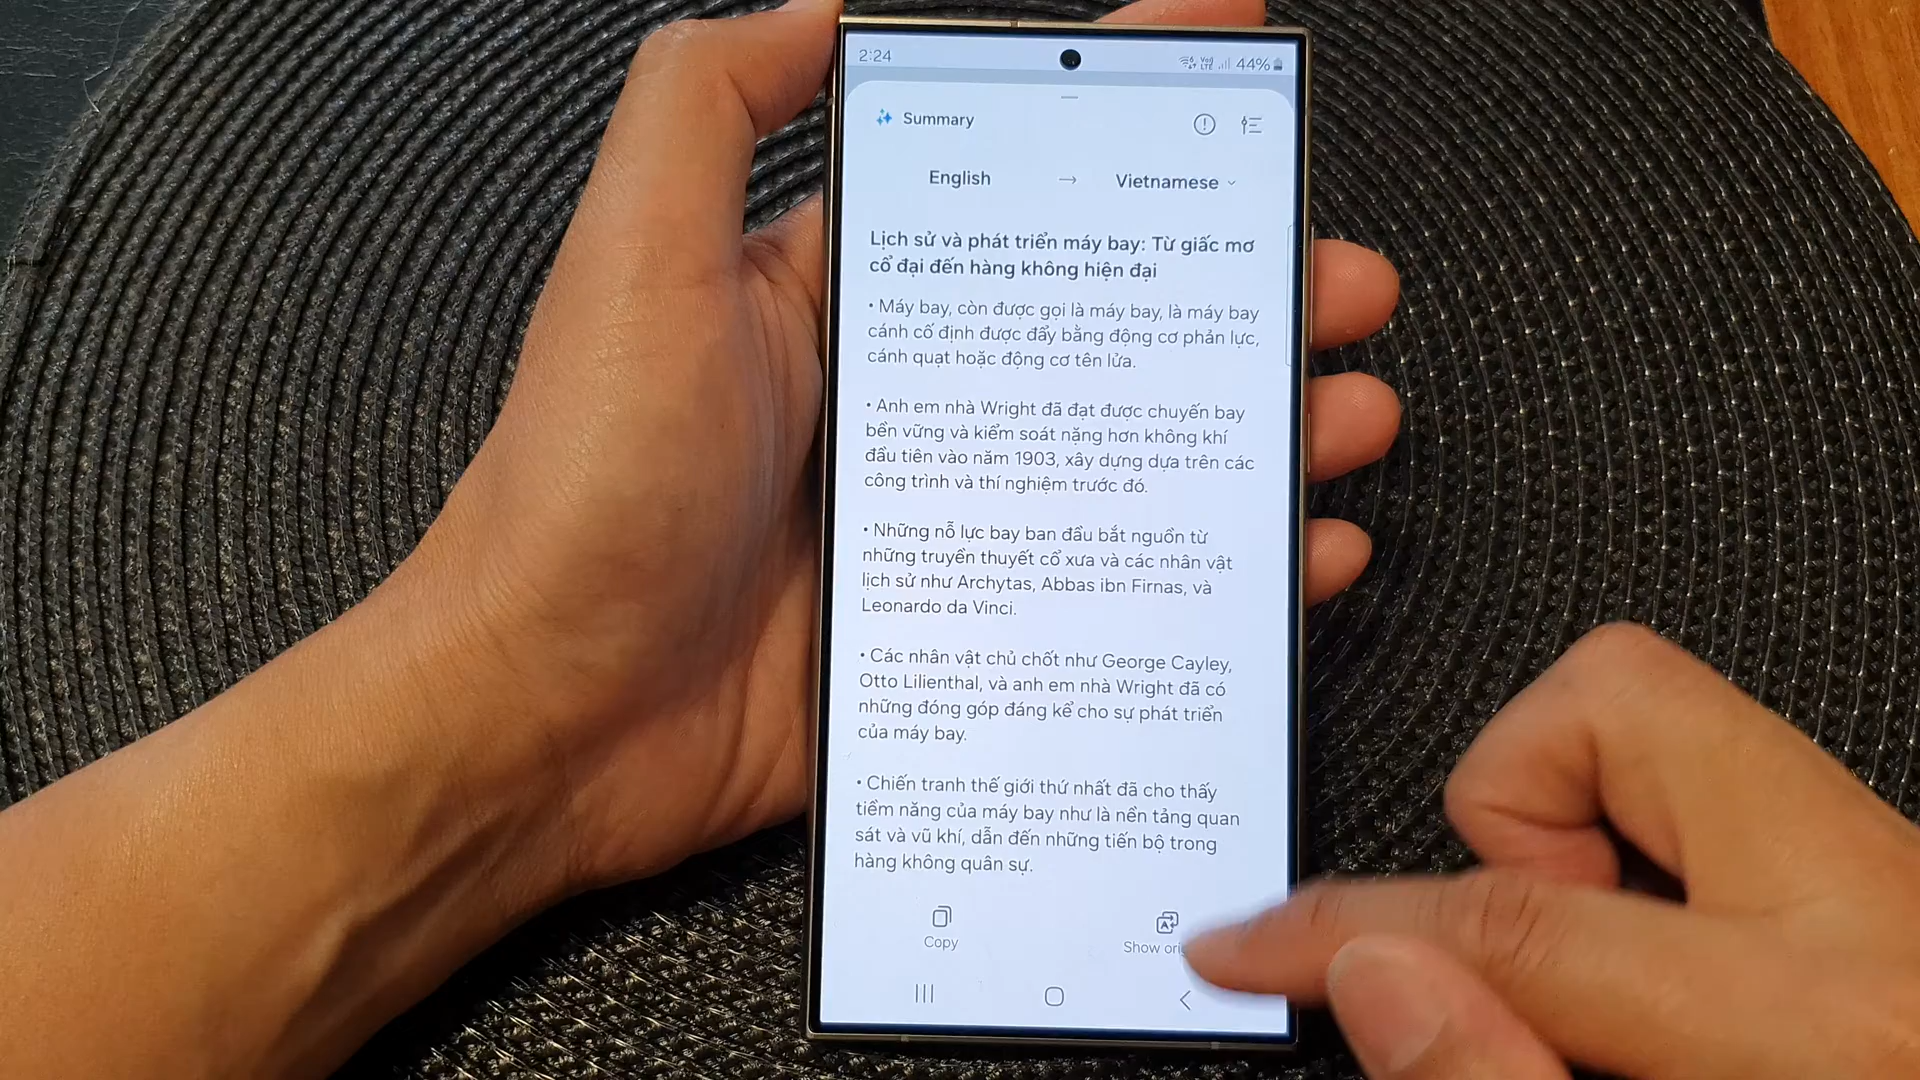 2:24
44%
Summary
English → Vietnamese
Lịch sử và phát triển máy bay: Từ giấc mơ
cổ đại đến hàng không hiện đại
• Máy bay, còn được gọi là máy bay, là máy bay
cánh cố định được đẩy bằng động cơ phản lực,
cánh quạt hoặc động cơ tên lửa.
• Anh em nhà Wright đã đạt được chuyến bay
bền vững và kiểm soát nặng hơn không khí
đầu tiên vào năm 1903, xây dựng dựa trên các
công trình và thí nghiệm trước đó.
• Những nỗ lực bay ban đầu bắt nguồn từ
những truyền thuyết cổ xưa và các nhân vật
lịch sử như Archytas, Abbas ibn Firnas, và
Leonardo da Vinci.
• Các nhân vật chủ chốt như George Cayley,
Otto Lilienthal, và anh em nhà Wright đã có
những đóng góp đáng kể cho sự phát triển
của máy bay.
• Chiến tranh thế giới thứ nhất đã cho thấy
tiềm năng của máy bay như là nền tảng quan
sát và vũ khí, dẫn đến những tiến bộ trong
hàng không quân sự.
Copy
Show